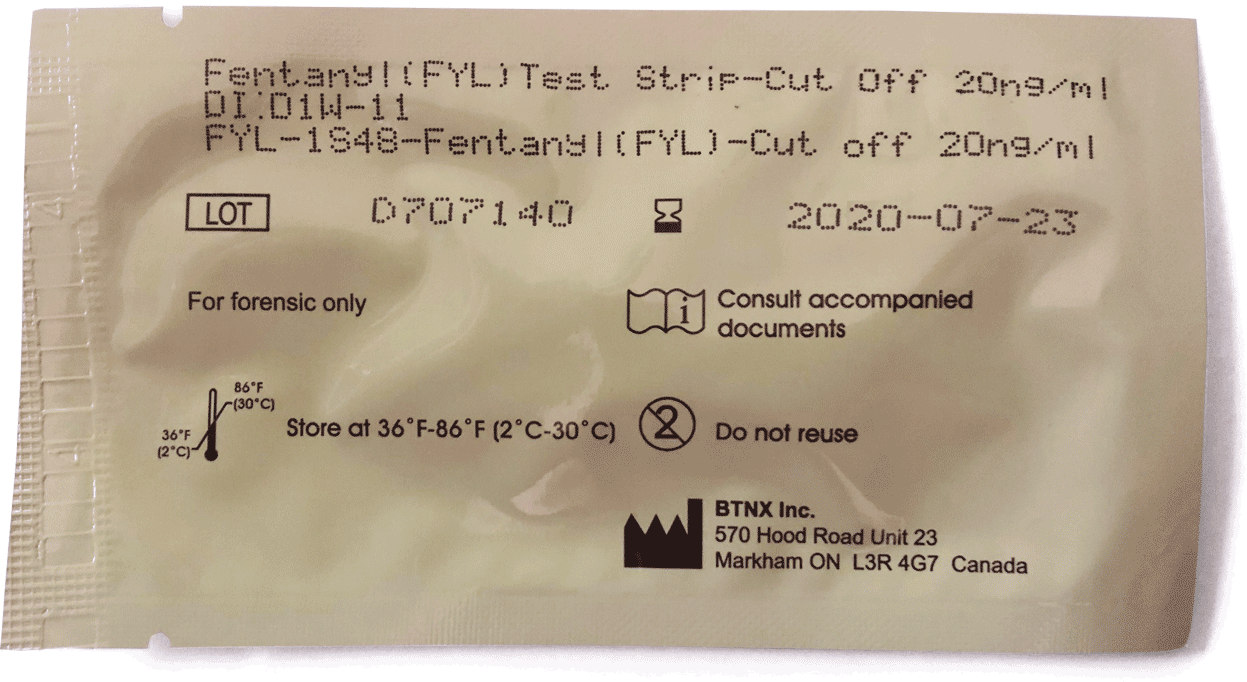 Fentanyl(FYL)Test Strip-Cut Off 20ng/ml
DI.D1W-11
FYL-1S48-Fentanyl(FYL)-Cut off 20ng/ml
LOT D707140 2020-07-23
For forensic only
Consult accompanied
documents
86°F
(30°C)
36°F
(2°C)
Store at 36°F-86°F (2°C-30°C)
2
Do not reuse
BTNX Inc.
570 Hood Road Unit 23
Markham ON L3R 4G7 Canada